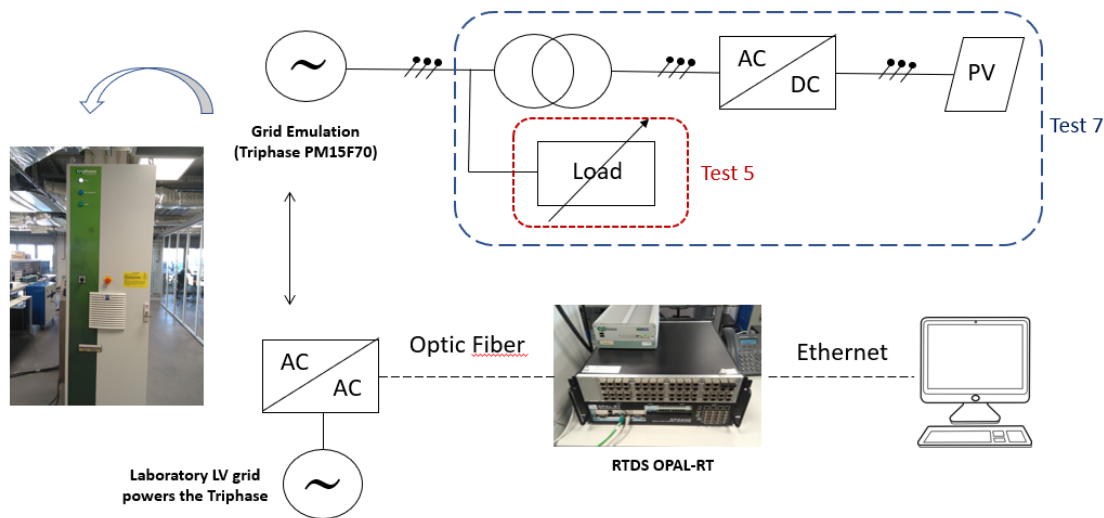 AC
DC
PV
Test 7
Grid Emulation
(Triphase PM15F70)
Load
Test 5
Optic Fiber
Ethernet
AC
AC
RTDS OPAL-RT
Laboratory LV grid
powers the Triphase